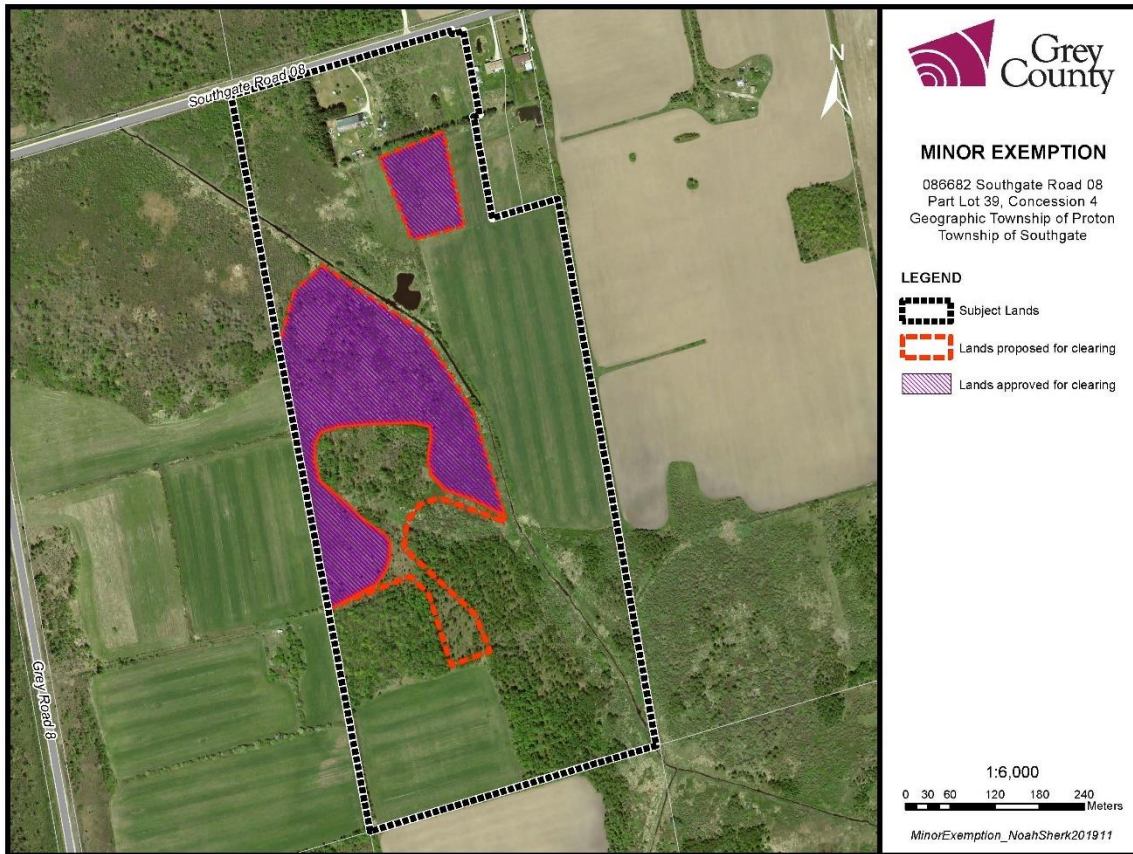 Southgate Road 08
Grey Road 8
N
Grey
County
MINOR EXEMPTION
086682 Southgate Road 08
Part Lot 39, Concession 4
Geographic Township of Proton
Township of Southgate
LEGEND
Subject Lands
Lands proposed for clearing
Lands approved for clearing
1:6,000
0 30 60 120 180 240
Meters
MinorExemption_NoahSherk201911